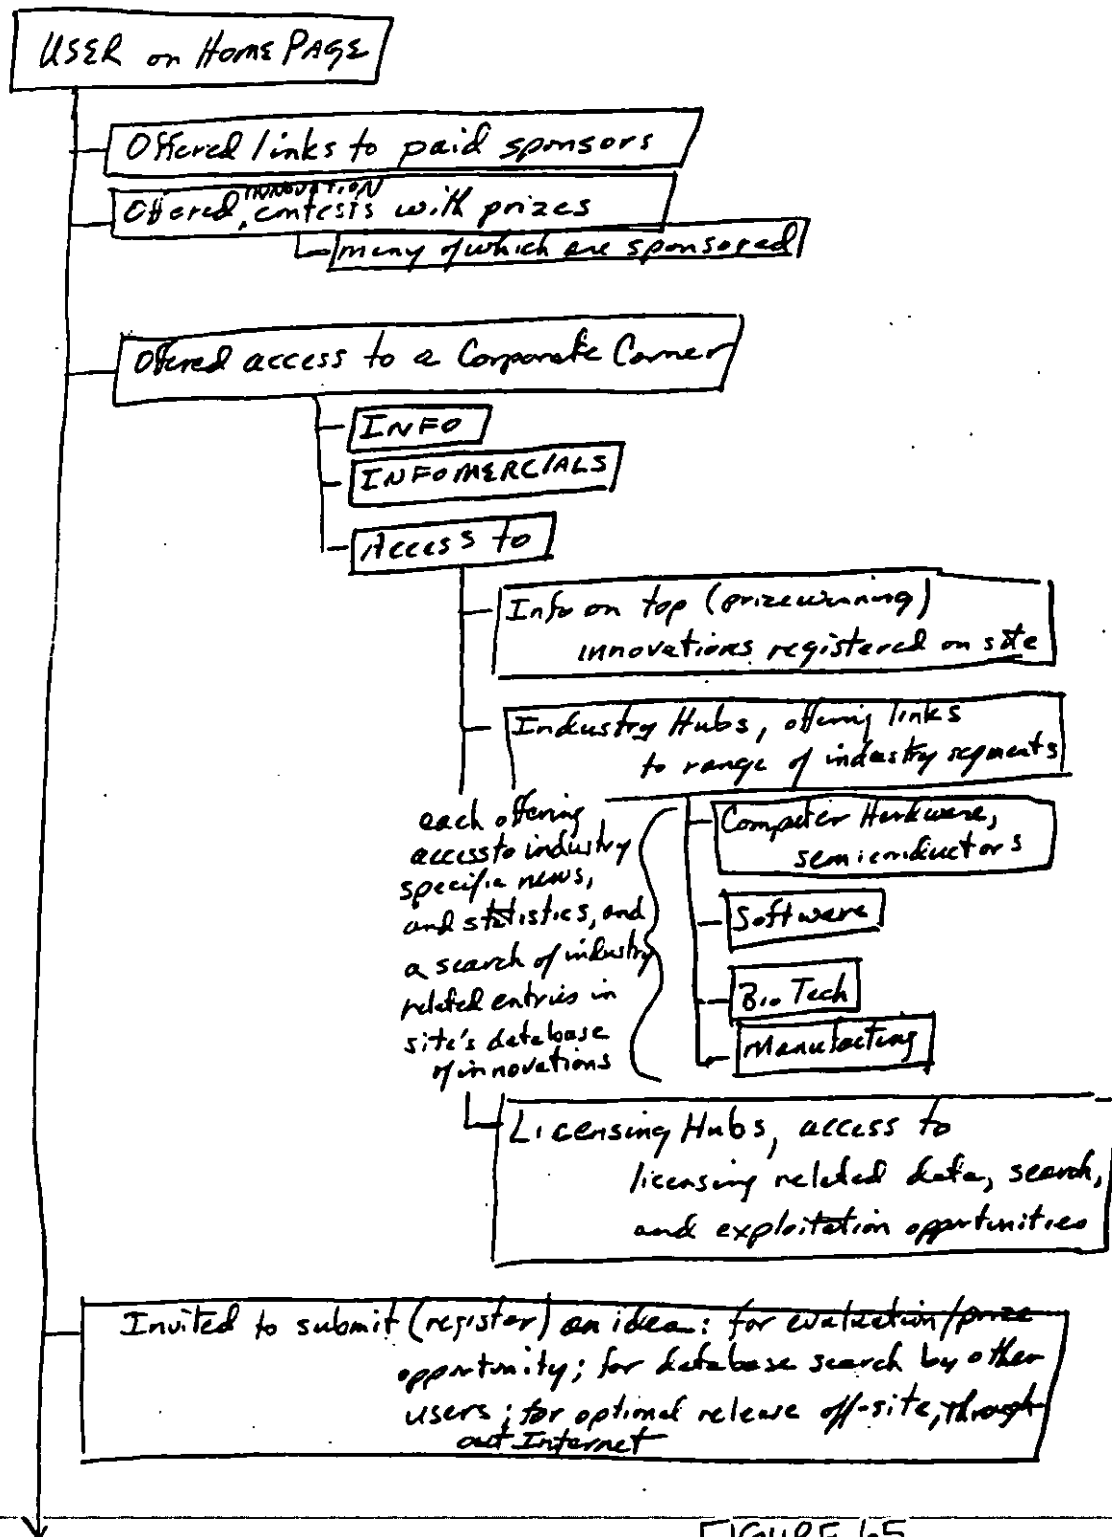 USER on HOME PAGE
Offered links to paid sponsors
INNOVATION
Offered, contests with prizes
many of which are sponsored
Offered access to a Corporate Corner
INFO
INFOMERCIALS
Access to
Info on top (prizewinning)
innovations registered on site
Industry Hubs, offering links
to range of industry segments
each offering
access to industry
specific news,
and statistics, and
a search of industry
related entries in
site's database
of innovations
Computer Hardware,
semiconductors
Software
Bio Tech
Manufacting
Licensing Hubs, access to
licensing related data, search,
and exploitation opportunities
Invited to submit (register) an idea: for evaluation/prize
opportunity; for database search by other
users; for optional release off-site, through-
out Internet
FIGURE 65